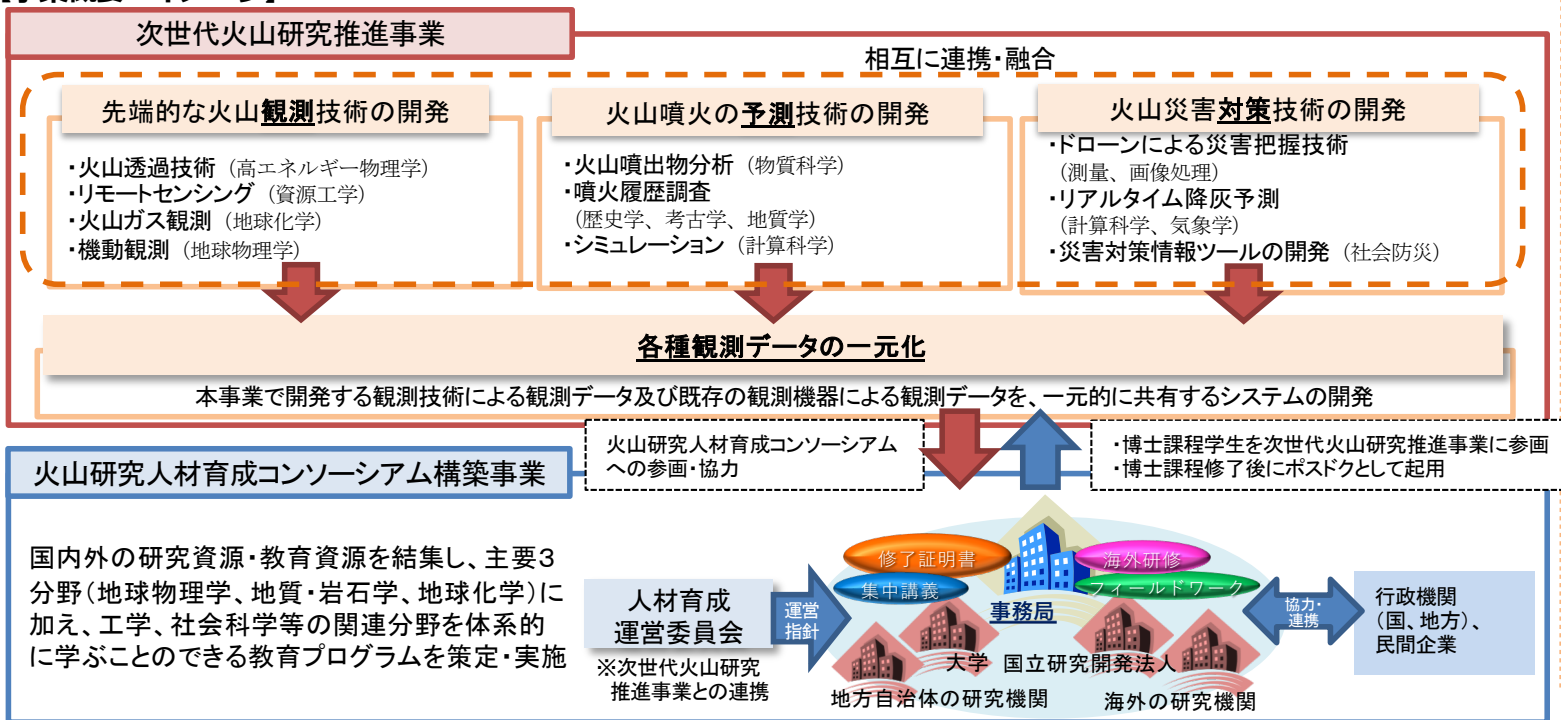 次世代火山研究推進事業
相互に連携・融合
先端的な火山観測技術の開発
・火山透過技術（高エネルギー物理学）
・リモートセンシング（資源工学）
・火山ガス観測（地球化学）
・機動観測（地球物理学）
火山噴火の予測技術の開発
・火山噴出物分析（物質科学）
・噴火履歴調査
（歴史学、考古学、地質学）
・シミュレーション（計算科学）
火山災害対策技術の開発
・ドローンによる災害把握技術
（測量、画像処理）
・リアルタイム降灰予測
（計算科学、気象学）
・災害対策情報ツールの開発（社会防災）
各種観測データの一元化
本事業で開発する観測技術による観測データ及び既存の観測機器による観測データを、一元的に共有するシステムの開発
火山研究人材育成コンソーシアム
への参画・協力
・博士課程学生を次世代火山研究推進事業に参画
・博士課程修了後にポスドクとして起用
火山研究人材育成コンソーシアム構築事業
国内外の研究資源・教育資源を結集し、主要３
分野（地球物理学、地質・岩石学、地球化学）に
加え、工学、社会科学等の関連分野を体系的
に学ぶことのできる教育プログラムを策定・実施
人材育成
運営委員会
※次世代火山研究
推進事業との連携
運営
指針
修了証明書
集中講義
海外研修
フィールドワーク
事務局
大学
国立研究開発法人
地方自治体の研究機関
海外の研究機関
協力・
連携
行政機関
（国、地方）、
民間企業